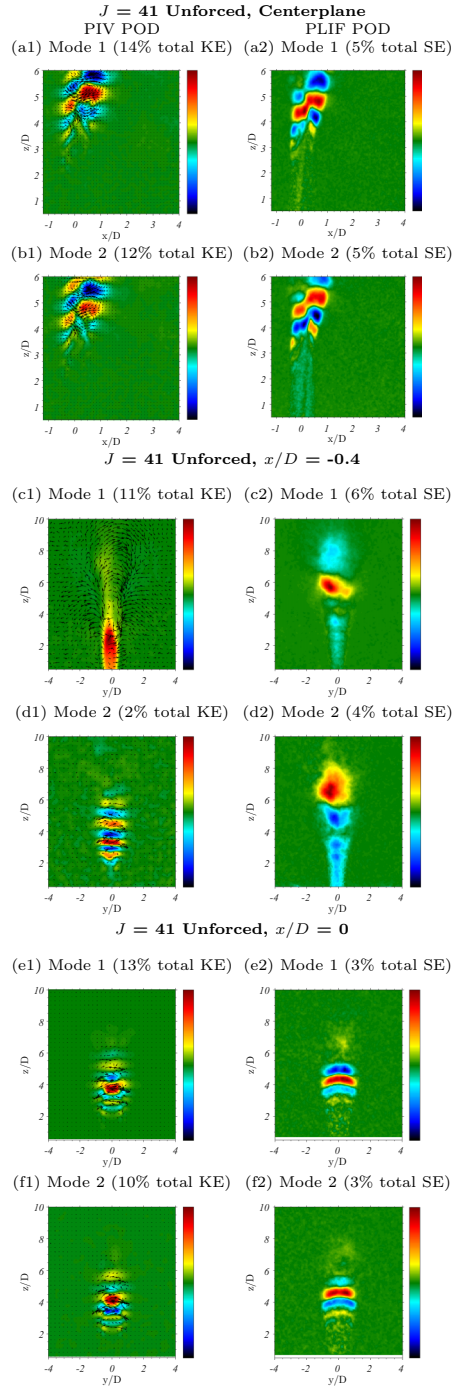 J = 41 Unforced, Centerplane
PIV POD PLIF POD
(a1) Mode 1 (14% total KE) (a2) Mode 1 (5% total SE)
6 6
5 5
4 4
z/D 3 z/D 3
2 2
1 1
-1 0 1 2 3 4 -1 0 1 2 3 4
x/D x/D
(b1) Mode 2 (12% total KE) (b2) Mode 2 (5% total SE)
6 6
5 5
4 4
z/D 3 z/D 3
2 2
1 1
-1 0 1 2 3 4 -1 0 1 2 3 4
x/D x/D
J = 41 Unforced, x/D = -0.4
(c1) Mode 1 (11% total KE) (c2) Mode 1 (6% total SE)
10 10
8 8
z/D 6 z/D 6
4 4
2 2
-4 -2 0 2 4 -4 -2 0 2 4
y/D y/D
(d1) Mode 2 (2% total KE) (d2) Mode 2 (4% total SE)
10 10
8 8
z/D 6 z/D 6
4 4
2 2
-4 -2 0 2 4 -4 -2 0 2 4
y/D y/D
J = 41 Unforced, x/D = 0
(e1) Mode 1 (13% total KE) (e2) Mode 1 (3% total SE)
10 10
8 8
z/D 6 z/D 6
4 4
2 2
-4 -2 0 2 4 -4 -2 0 2 4
y/D y/D
(f1) Mode 2 (10% total KE) (f2) Mode 2 (3% total SE)
10 10
8 8
z/D 6 z/D 6
4 4
2 2
-4 -2 0 2 4 -4 -2 0 2 4
y/D y/D